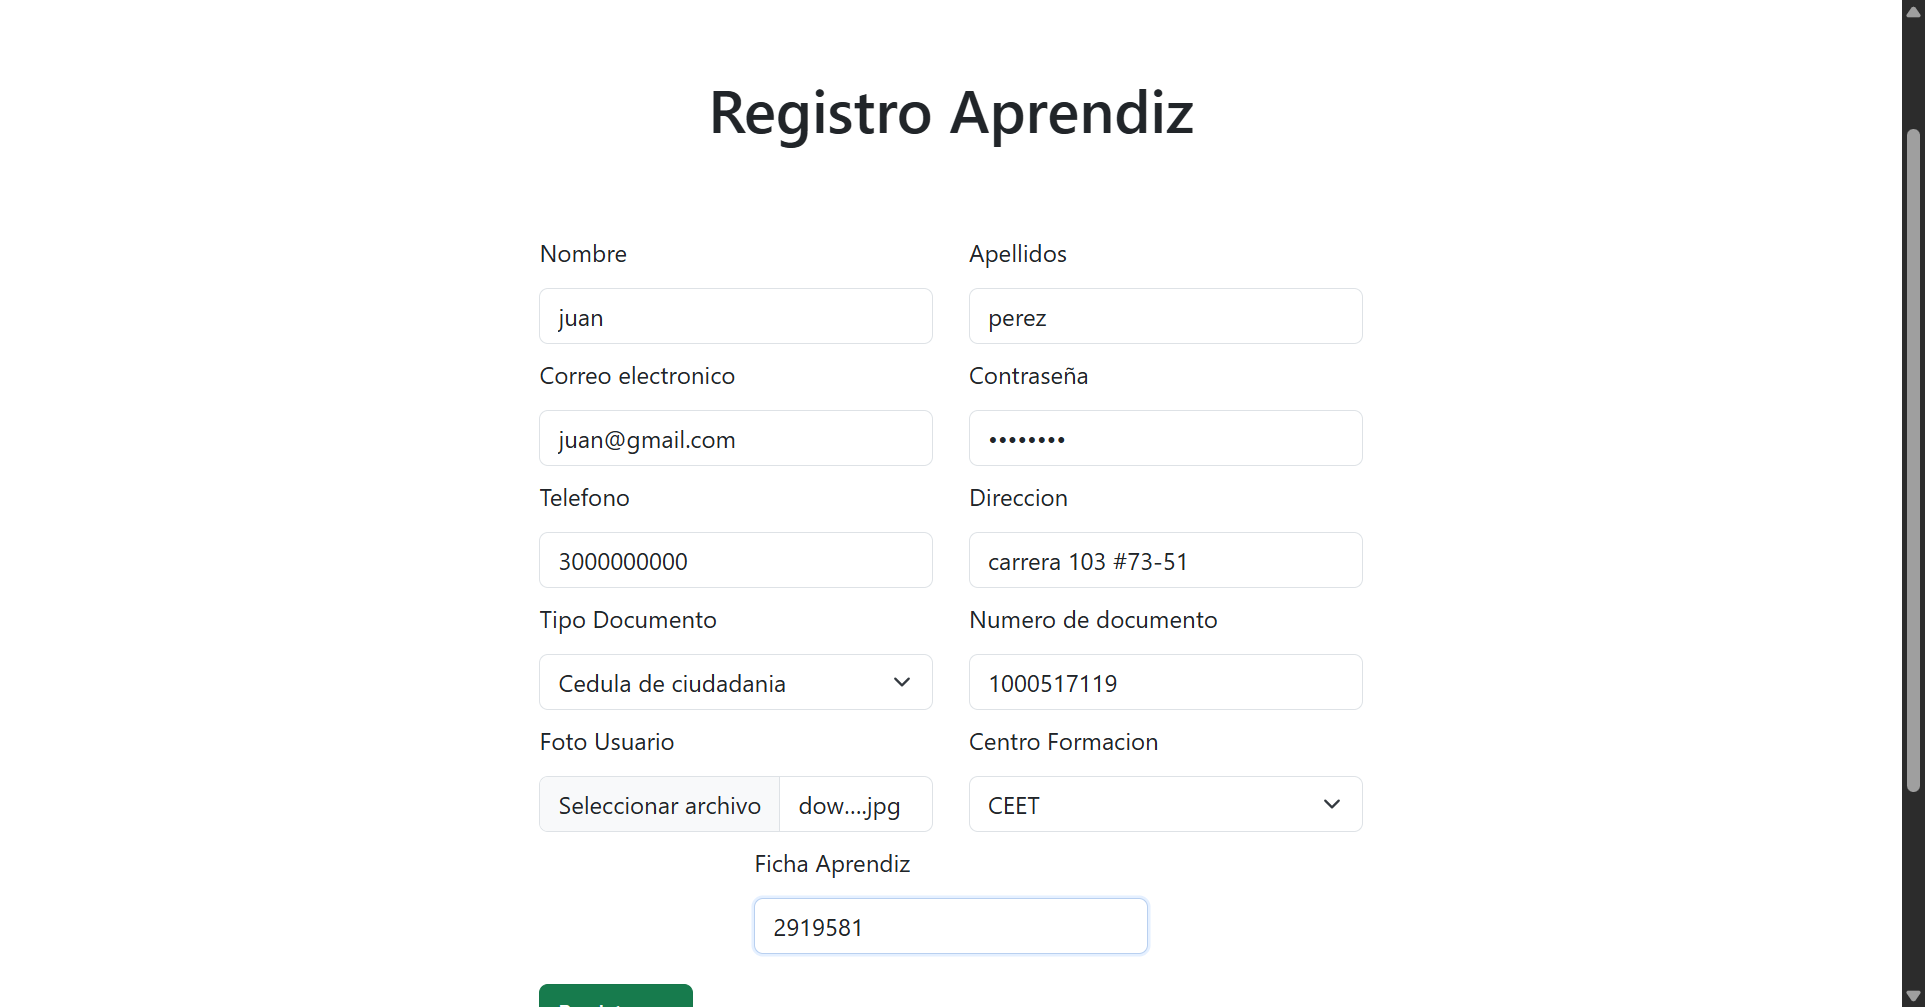 Registro Aprendiz
Nombre Apellidos
juan perez
Correo electronico Contraseña
juan@gmail.com ••••••••
Telefono Direccion
3000000000 carrera 103 #73-51
Tipo Documento Numero de documento
Cedula de ciudadania 1000517119
Foto Usuario Centro Formacion
Seleccionar archivo dow....jpg CEET
Ficha Aprendiz
2919581